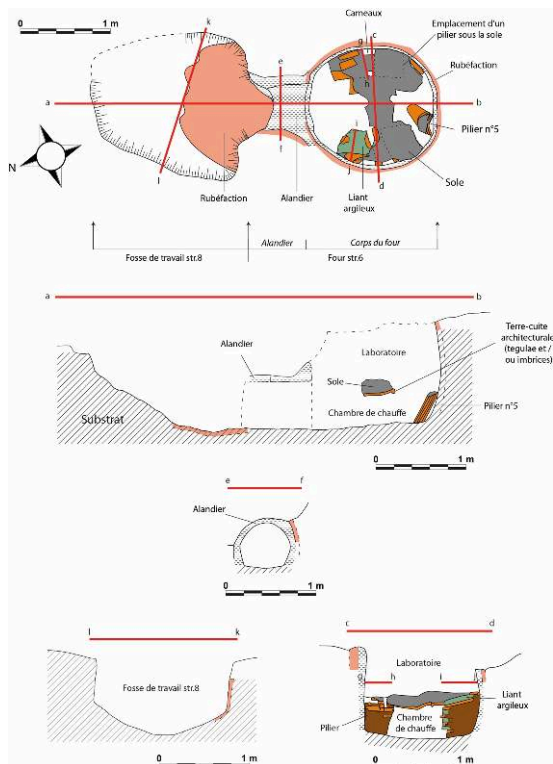 0 1 m
k
Carneaux
g c
Emplacement d'un
pilier sous la sole
Rubéfaction
e
h
a
b
i
Pilier n°5
N
f
j
l
d
Rubéfaction
Alandier
Liant
argileux
Sole
Alandier
Corps du four
Fosse de travail str.8
Four str.6
a
b
Terre-cuite
architecturale
(tegulae et /
ou imbrices)
Alandier
Laboratoire
Sole
Chambre de chauffe
Pilier n°5
Substrat
0 1 m
e f
Alandier
0 1 m
l k
c d
Laboratoire
g h i j
Fosse de travail str.8
Liant
argileux
Pilier
Chambre
de chauffe
0 1 m
0 1 m